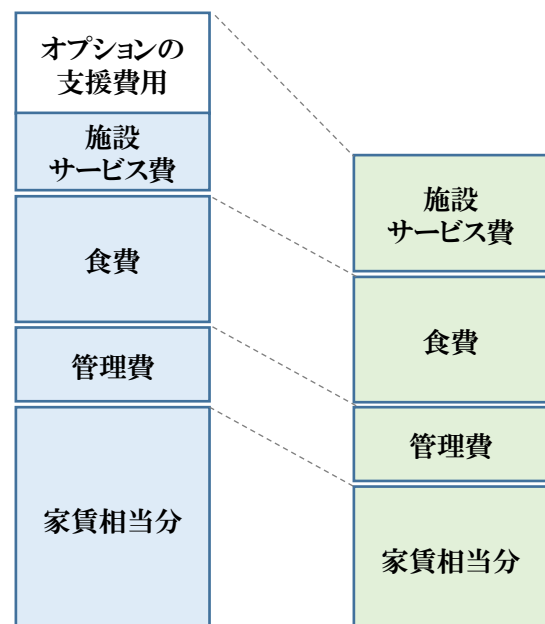 オプションの
支援費用
施設
サービス費
食費
管理費
家賃相当分
施設
サービス費
食費
管理費
家賃相当分